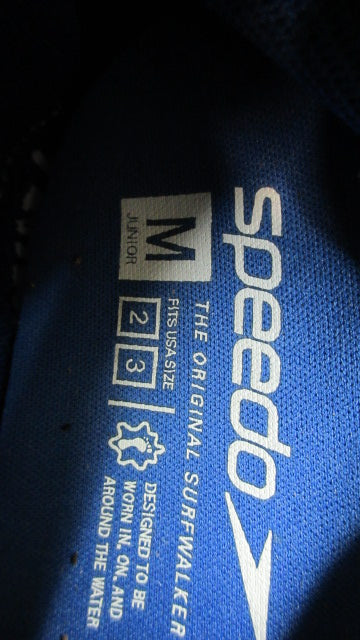 speedo
THE ORIGINAL SURFWALKER
M
JUNIOR
FITS USA SIZE
2 3
DESIGNED TO BE
WORN IN, ON, AND
AROUND THE WATER